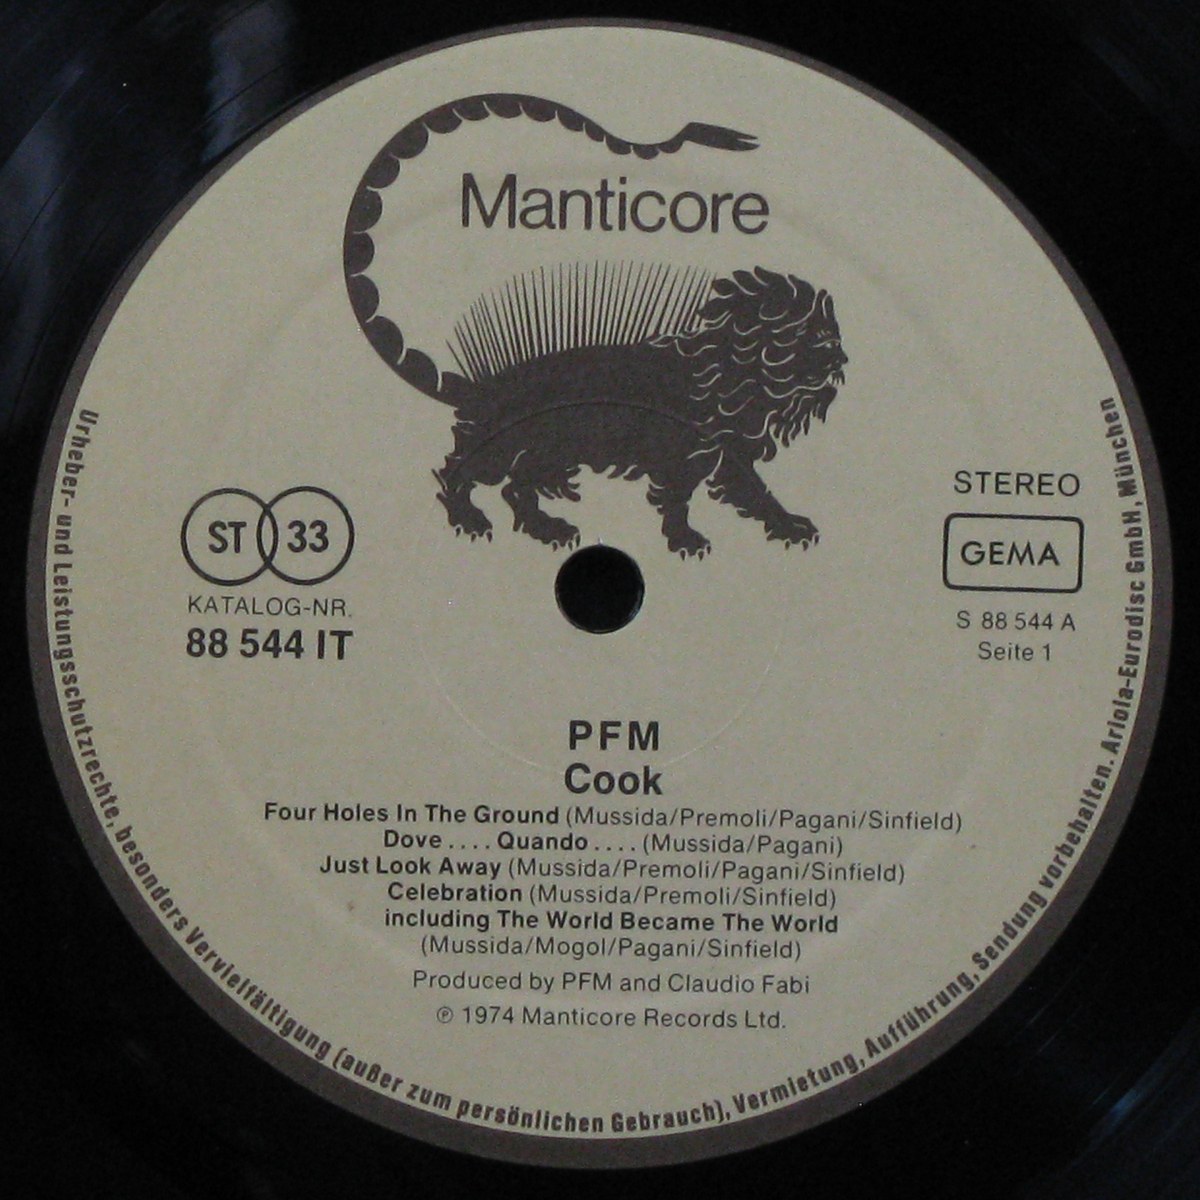 Manticore
ST 33
KATALOG-NR.
88 544 IT
STEREO
GEMA
S 88 544 A
Seite 1
PFM
Cook
Four Holes In The Ground (Mussida/Premoli/Pagani/Sinfield)
Dove .... Quando .... (Mussida/Pagani)
Just Look Away (Mussida/Premoli/Pagani/Sinfield)
Celebration (Mussida/Premoli/Sinfield)
including The World Became The World
(Mussida/Mogol/Pagani/Sinfield)
Produced by PFM and Claudio Fabi
℗ 1974 Manticore Records Ltd.
Urheber- und Leistungsschutzrechte, besonders Vervielfältigung (außer zum persönlichen Gebrauch), Vermietung, Aufführung, Sendung vorbehalten. Ariola-Eurodisc GmbH, München